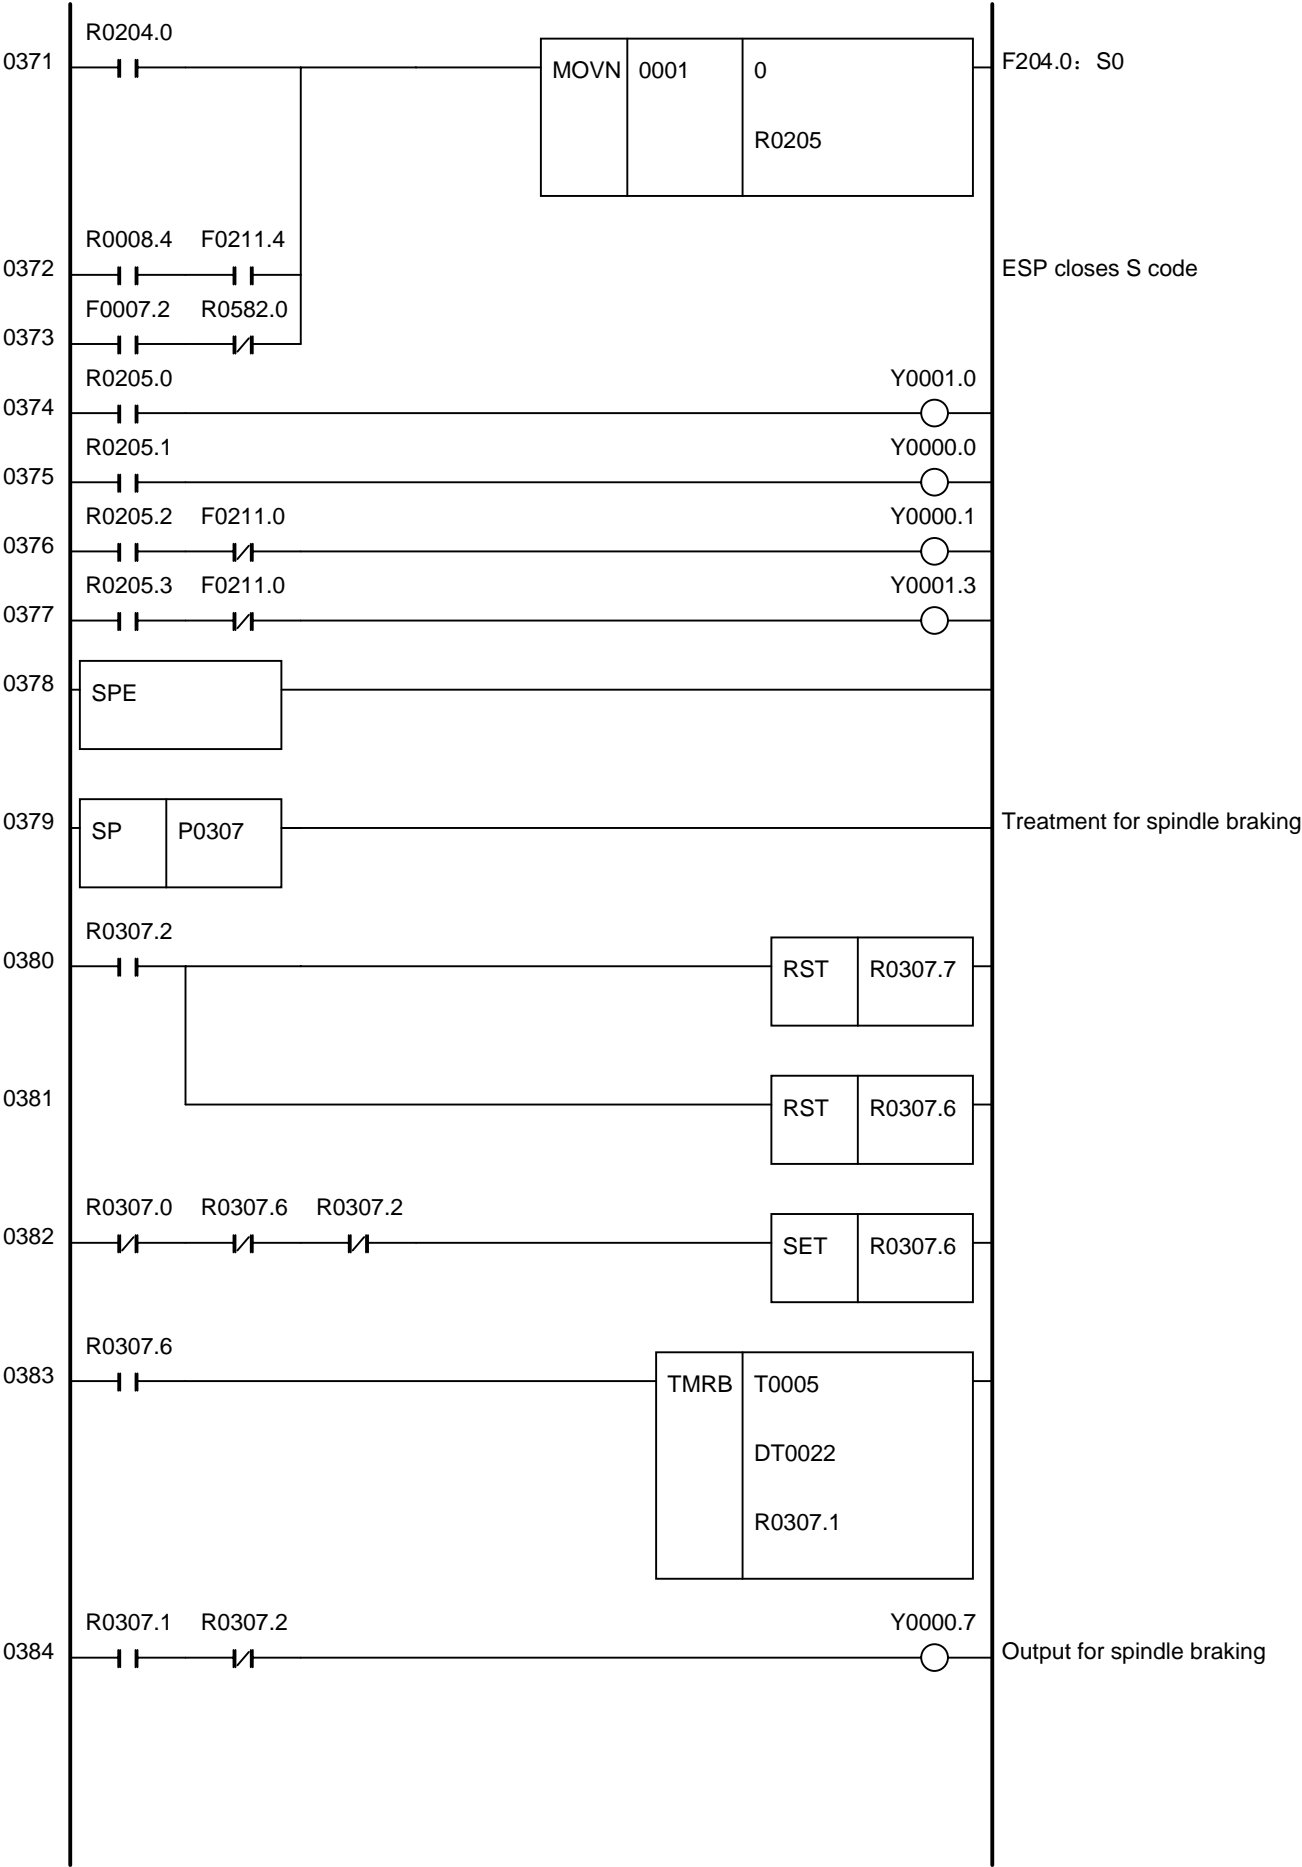 R0204.0
0371
MOVN 0001 0
F204.0：S0
R0205
R0008.4 F0211.4
0372
ESP closes S code
F0007.2 R0582.0
0373
R0205.0 Y0001.0
0374
R0205.1 Y0000.0
0375
R0205.2 F0211.0 Y0000.1
0376
R0205.3 F0211.0 Y0001.3
0377
0378
SPE
0379
SP P0307
Treatment for spindle braking
R0307.2
0380
RST R0307.7
0381
RST R0307.6
R0307.0 R0307.6 R0307.2
0382
SET R0307.6
R0307.6
0383
TMRB T0005
DT0022
R0307.1
R0307.1 R0307.2 Y0000.7
0384
Output for spindle braking